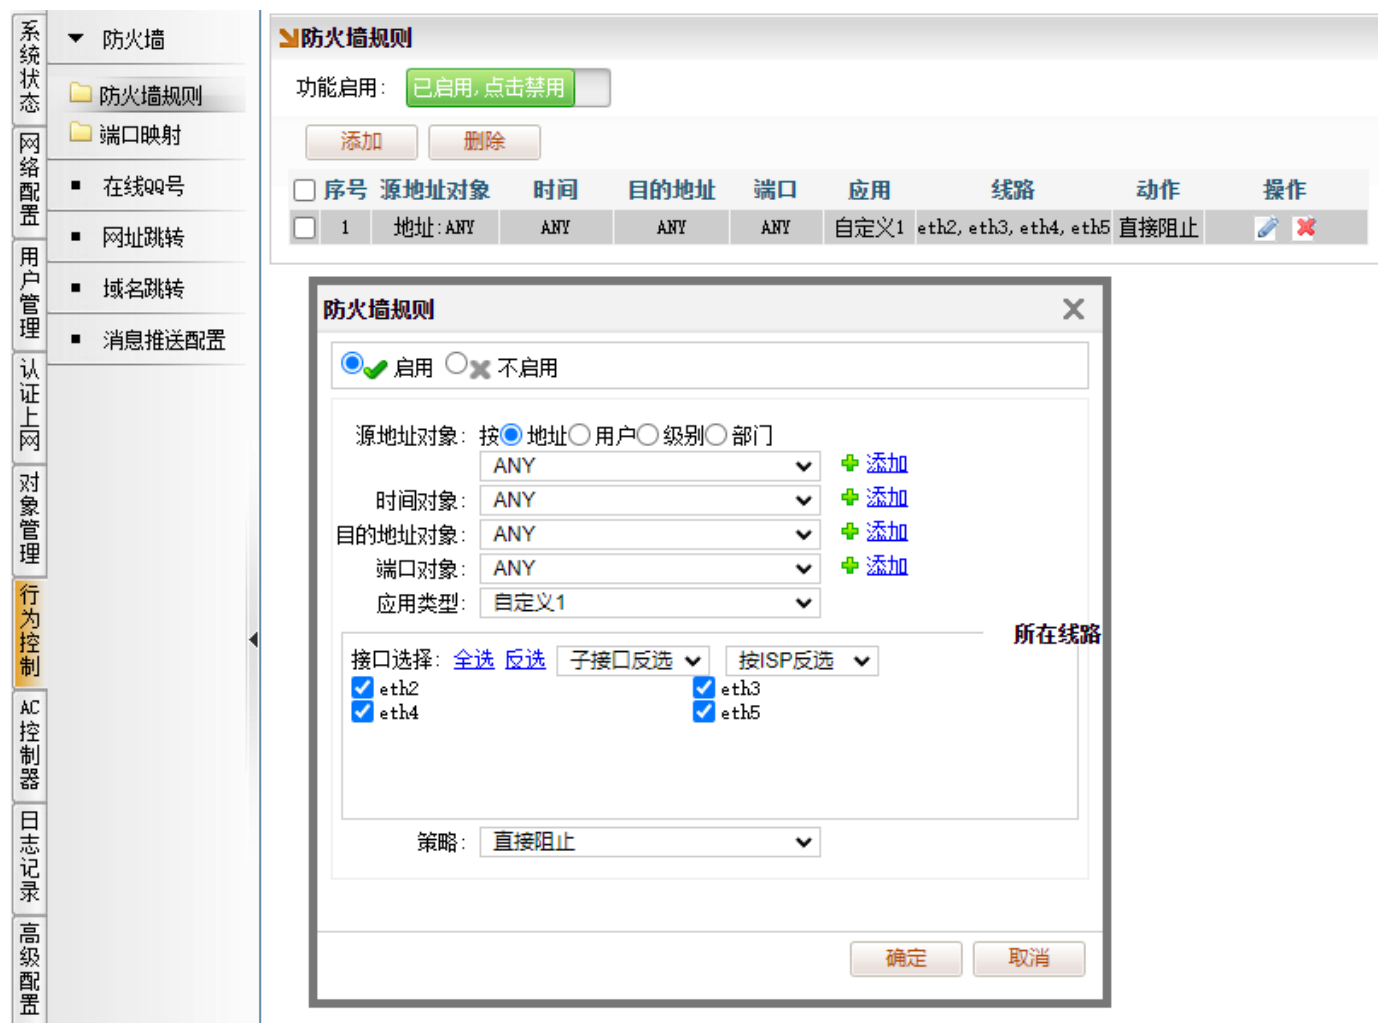 系统状态
网络配置
用户管理
认证上网
对象管理
行为控制
AC控制器
日志记录
高级配置
防火墙
防火墙规则
端口映射
在线QQ号
网址跳转
域名跳转
消息推送配置
防火墙规则
功能启用: 已启用,点击禁用
添加 删除
序号 源地址对象 时间 目的地址 端口 应用 线路 动作 操作
1 地址:ANY ANY ANY ANY 自定义1 eth2, eth3, eth4, eth5 直接阻止
防火墙规则
启用 不启用
源地址对象: 按 地址 用户 级别 部门
ANY 添加
时间对象: ANY 添加
目的地址对象: ANY 添加
端口对象: ANY 添加
应用类型: 自定义1
所在线路
接口选择: 全选 反选 子接口反选 按ISP反选
eth2 eth3
eth4 eth5
策略: 直接阻止
确定 取消